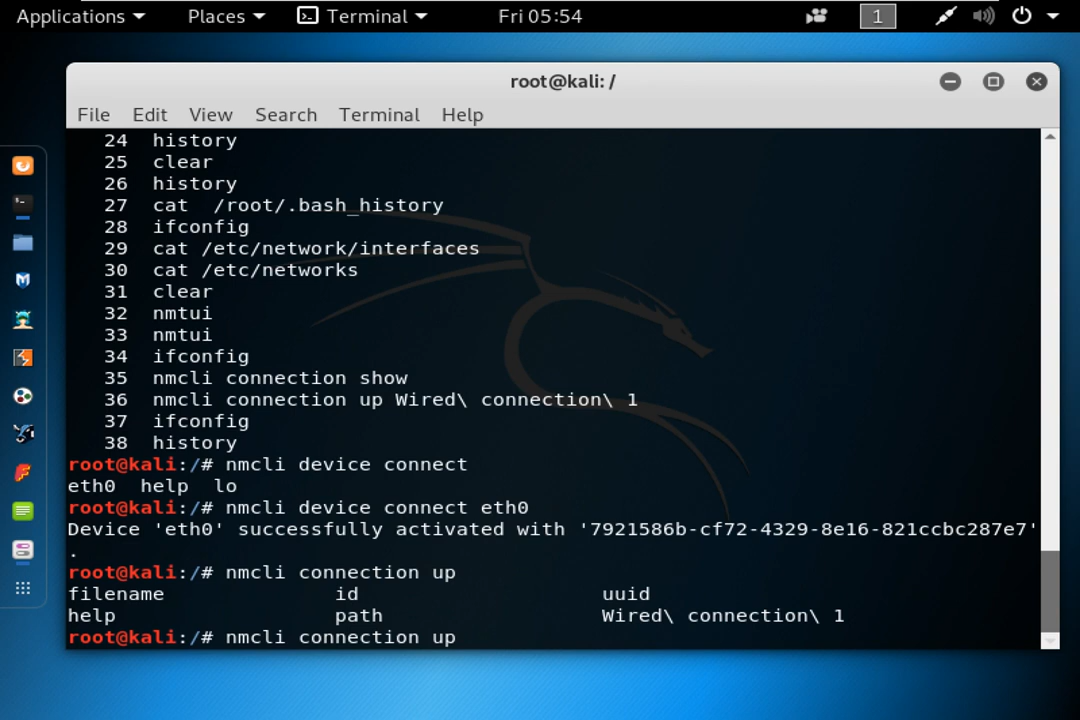 Applications Places Terminal Fri 05:54 1
root@kali: /
File Edit View Search Terminal Help
24 history
25 clear
26 history
27 cat  /root/.bash_history
28 ifconfig
29 cat /etc/network/interfaces
30 cat /etc/networks
31 clear
32 nmtui
33 nmtui
34 ifconfig
35 nmcli connection show
36 nmcli connection up Wired\ connection\ 1
37 ifconfig
38 history
root@kali:/# nmcli device connect
eth0  help  lo
root@kali:/# nmcli device connect eth0
Device 'eth0' successfully activated with '7921586b-cf72-4329-8e16-821ccbc287e7'
.
root@kali:/# nmcli connection up
filename id uuid
help path Wired\ connection\ 1
root@kali:/# nmcli connection up